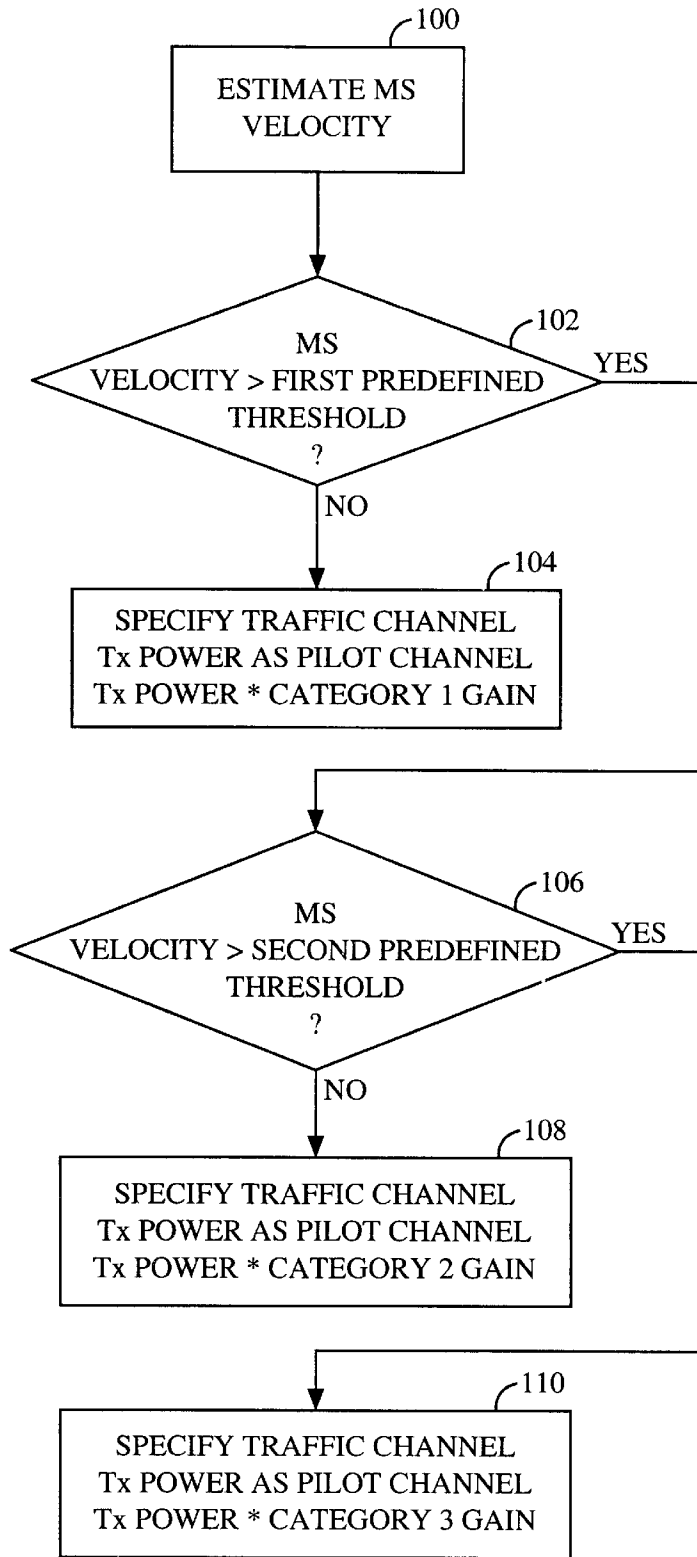 100
ESTIMATE MS
VELOCITY
102
MS
VELOCITY > FIRST PREDEFINED
THRESHOLD
?
YES
NO
104
SPECIFY TRAFFIC CHANNEL
Tx POWER AS PILOT CHANNEL
Tx POWER * CATEGORY 1 GAIN
106
MS
VELOCITY > SECOND PREDEFINED
THRESHOLD
?
YES
NO
108
SPECIFY TRAFFIC CHANNEL
Tx POWER AS PILOT CHANNEL
Tx POWER * CATEGORY 2 GAIN
110
SPECIFY TRAFFIC CHANNEL
Tx POWER AS PILOT CHANNEL
Tx POWER * CATEGORY 3 GAIN